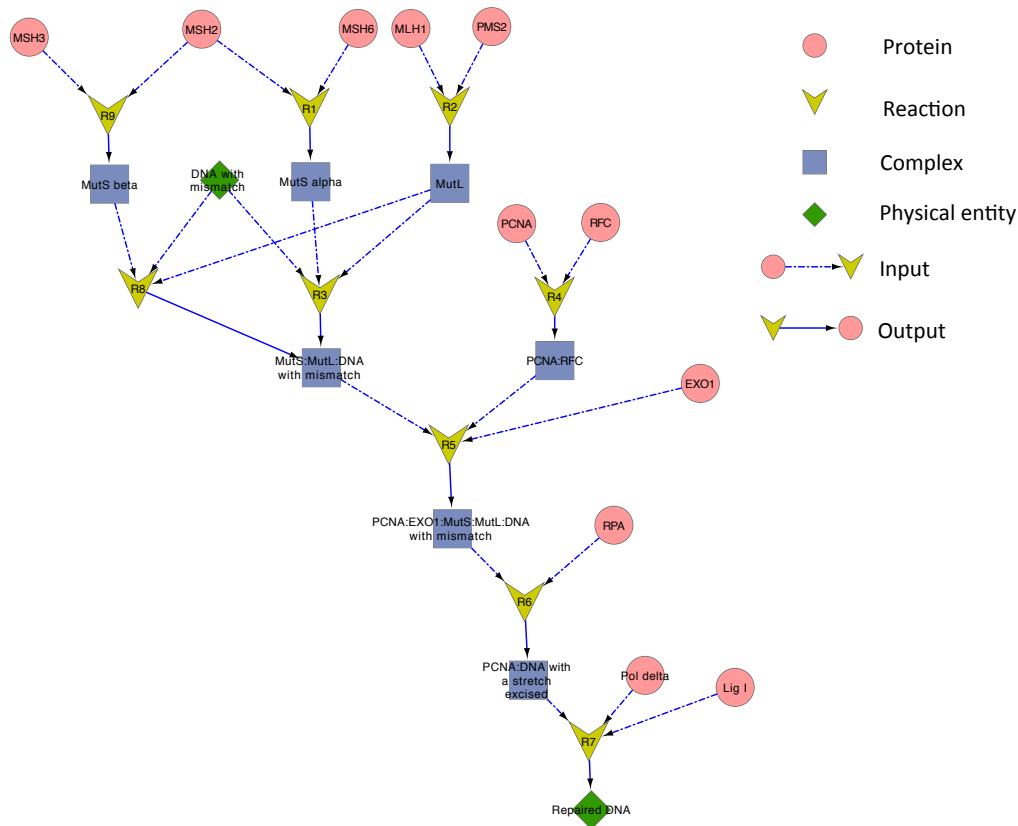 MSH3
MSH2
MSH6
MLH1
PMS2
Protein
R9
R1
R2
Reaction
MutS beta
DNA with
mismatch
MutS alpha
MutL
Complex
PCNA
RFC
Physical entity
Input
R8
R3
R4
Output
MutS:MutL:DNA
with mismatch
PCNA:RFC
EXO1
R5
PCNA:EXO1:MutS:MutL:DNA
with mismatch
RPA
R6
PCNA:DNA with
a stretch
excised
Pol delta
Lig I
R7
Repaired DNA